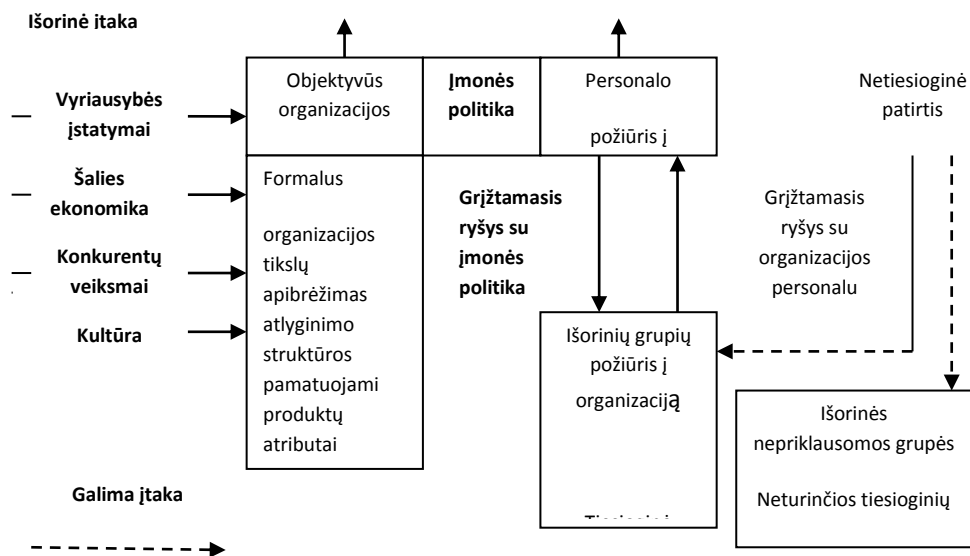 Išorinė įtaka
Vyriausybės
įstatymai
Šalies
ekonomika
Konkurentų
veiksmai
Kultūra
Objektyvūs
organizacijos
Formalus
organizacijos
tikslų
apibrėžimas
atlyginimo
struktūros
pamatuojami
produktų
atributai
Įmonės
politika
Personalo
požiūris į
Grįžtamasis
ryšys su
įmonės
politika
Išorinių grupių
požiūris į
organizaciją
Netiesioginė
patirtis
Grįžtamasis
ryšys su
organizacijos
personalu
Išorinės
nepriklausomos grupės
Neturinčios tiesioginių
Galima įtaka